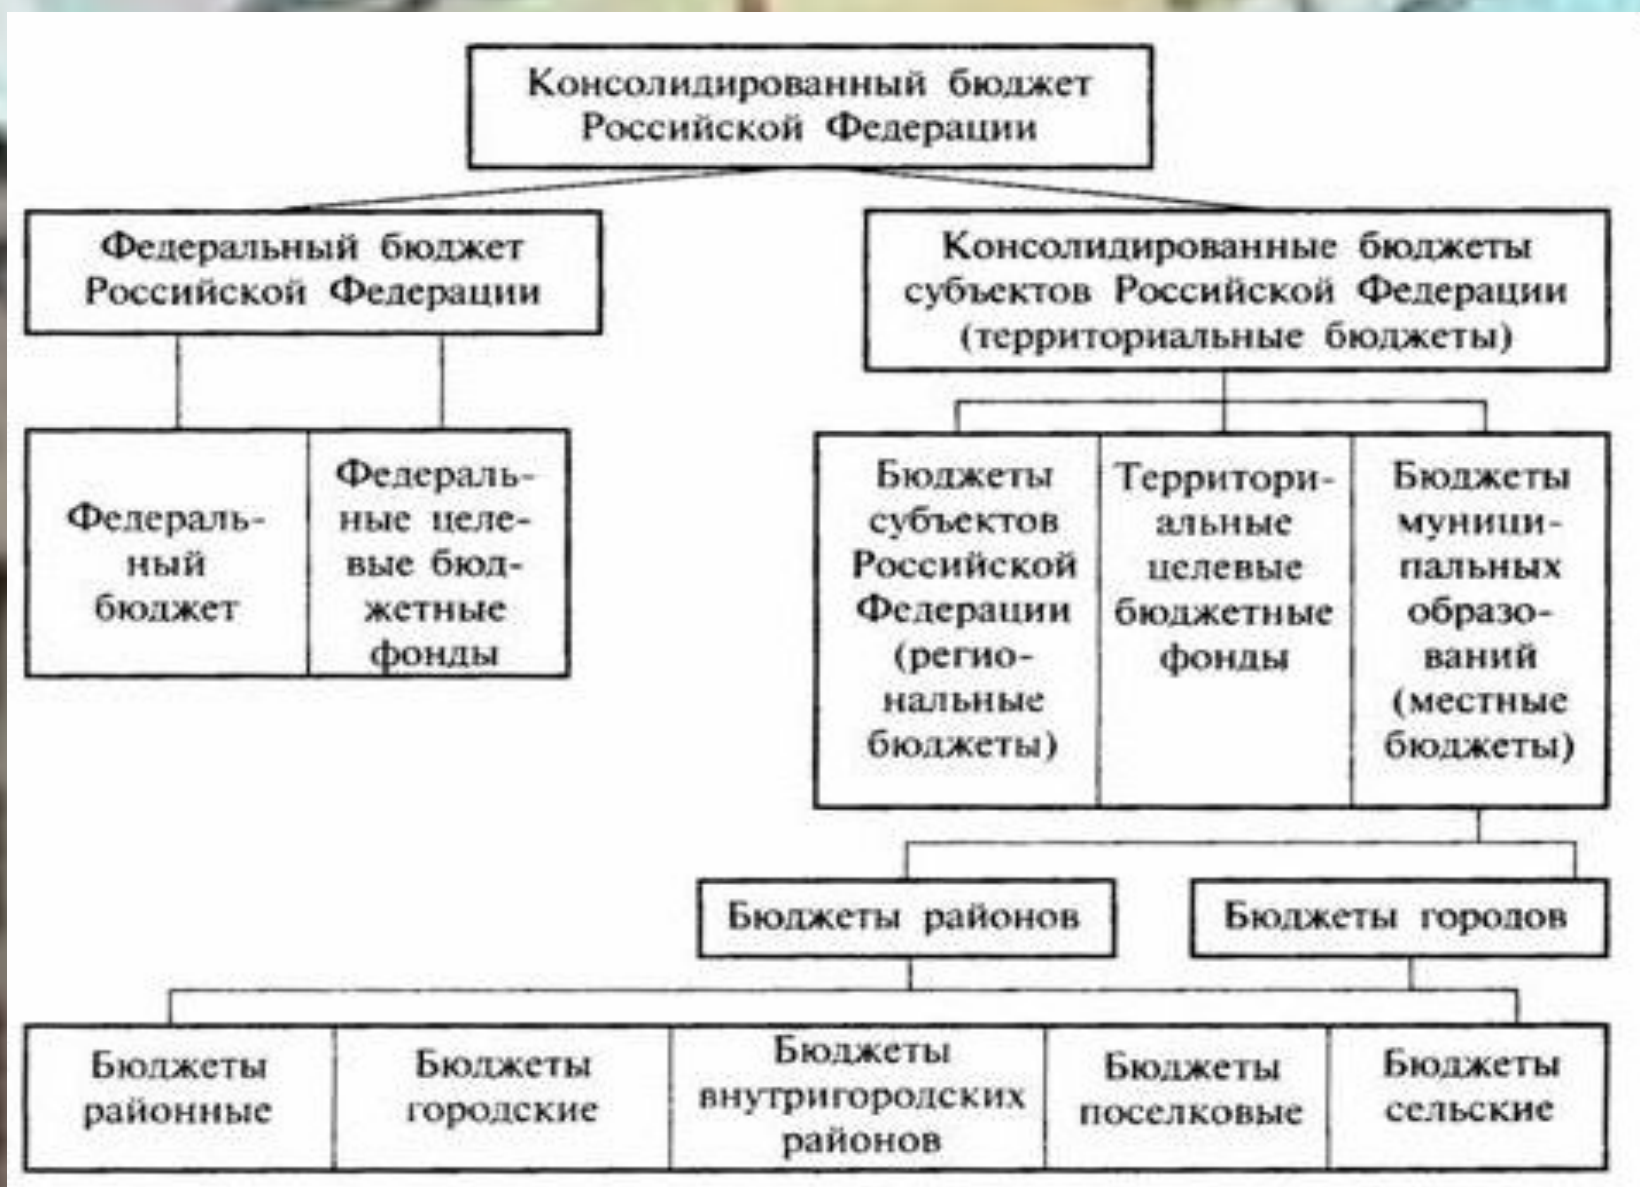 Консолидированный бюджет
Российской Федерации
Федеральный бюджет
Российской Федерации
Консолидированные бюджеты
субъектов Российской Федерации
(территориальные бюджеты)
Федераль-
ный
бюджет
Федераль-
ные целе-
вые бюд-
жетные
фонды
Бюджеты
субъектов
Российской
Федерации
(регио-
нальные
бюджеты)
Территори-
альные
целевые
бюджетные
фонды
Бюджеты
муници-
пальных
образо-
ваний
(местные
бюджеты)
Бюджеты районов
Бюджеты городов
Бюджеты
районные
Бюджеты
городские
Бюджеты
внутригородских
районов
Бюджеты
поселковые
Бюджеты
сельские